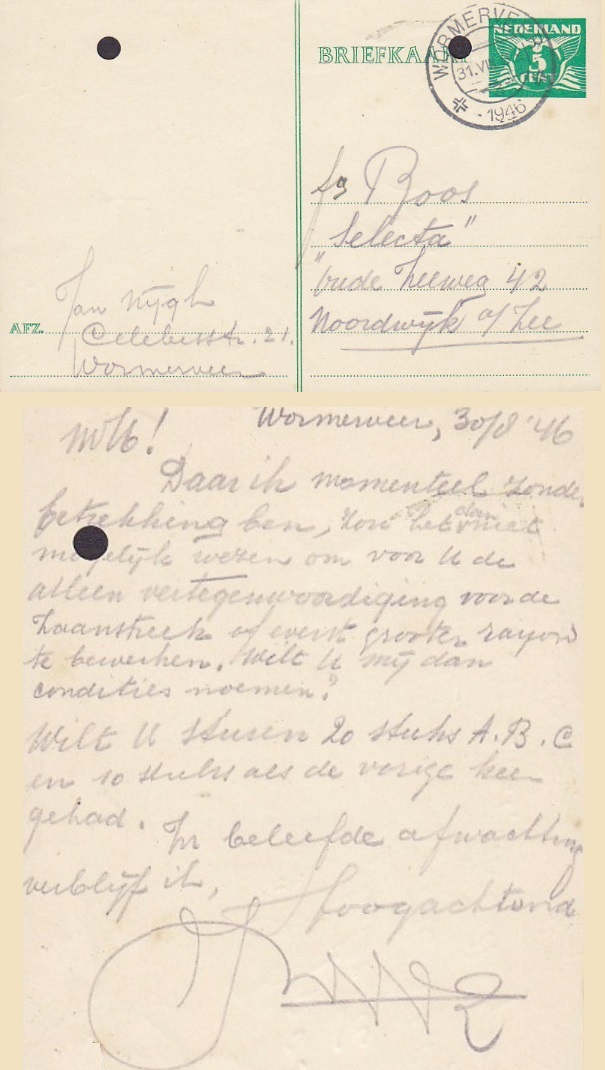 BRIEFKAART
NEDERLAND
5
CENT
WORMERVEER
31.VIII
1946
fa Roos
"Selecta"
Oude Zeeweg 42
Noordwijk a/Zee
Jan Nijgh
AFZ. Celebesstr. 21.
Wormerveer
Wormerveer, 30/8 '46
M.H!
Daar ik momenteel zonder
betrekking ben, zou het dan niet
mogelijk wezen om voor U de
alleen vertegenwoordiging voor de
Zaanstreek of event. grooter rayon
te bewerken. Wilt U mij dan
condities noemen?
Wilt U sturen 20 stuks A.B.C
en 10 stuks als de vorige keer
gehad. In beleefde afwachting
verblijf ik,
Hoogachtend